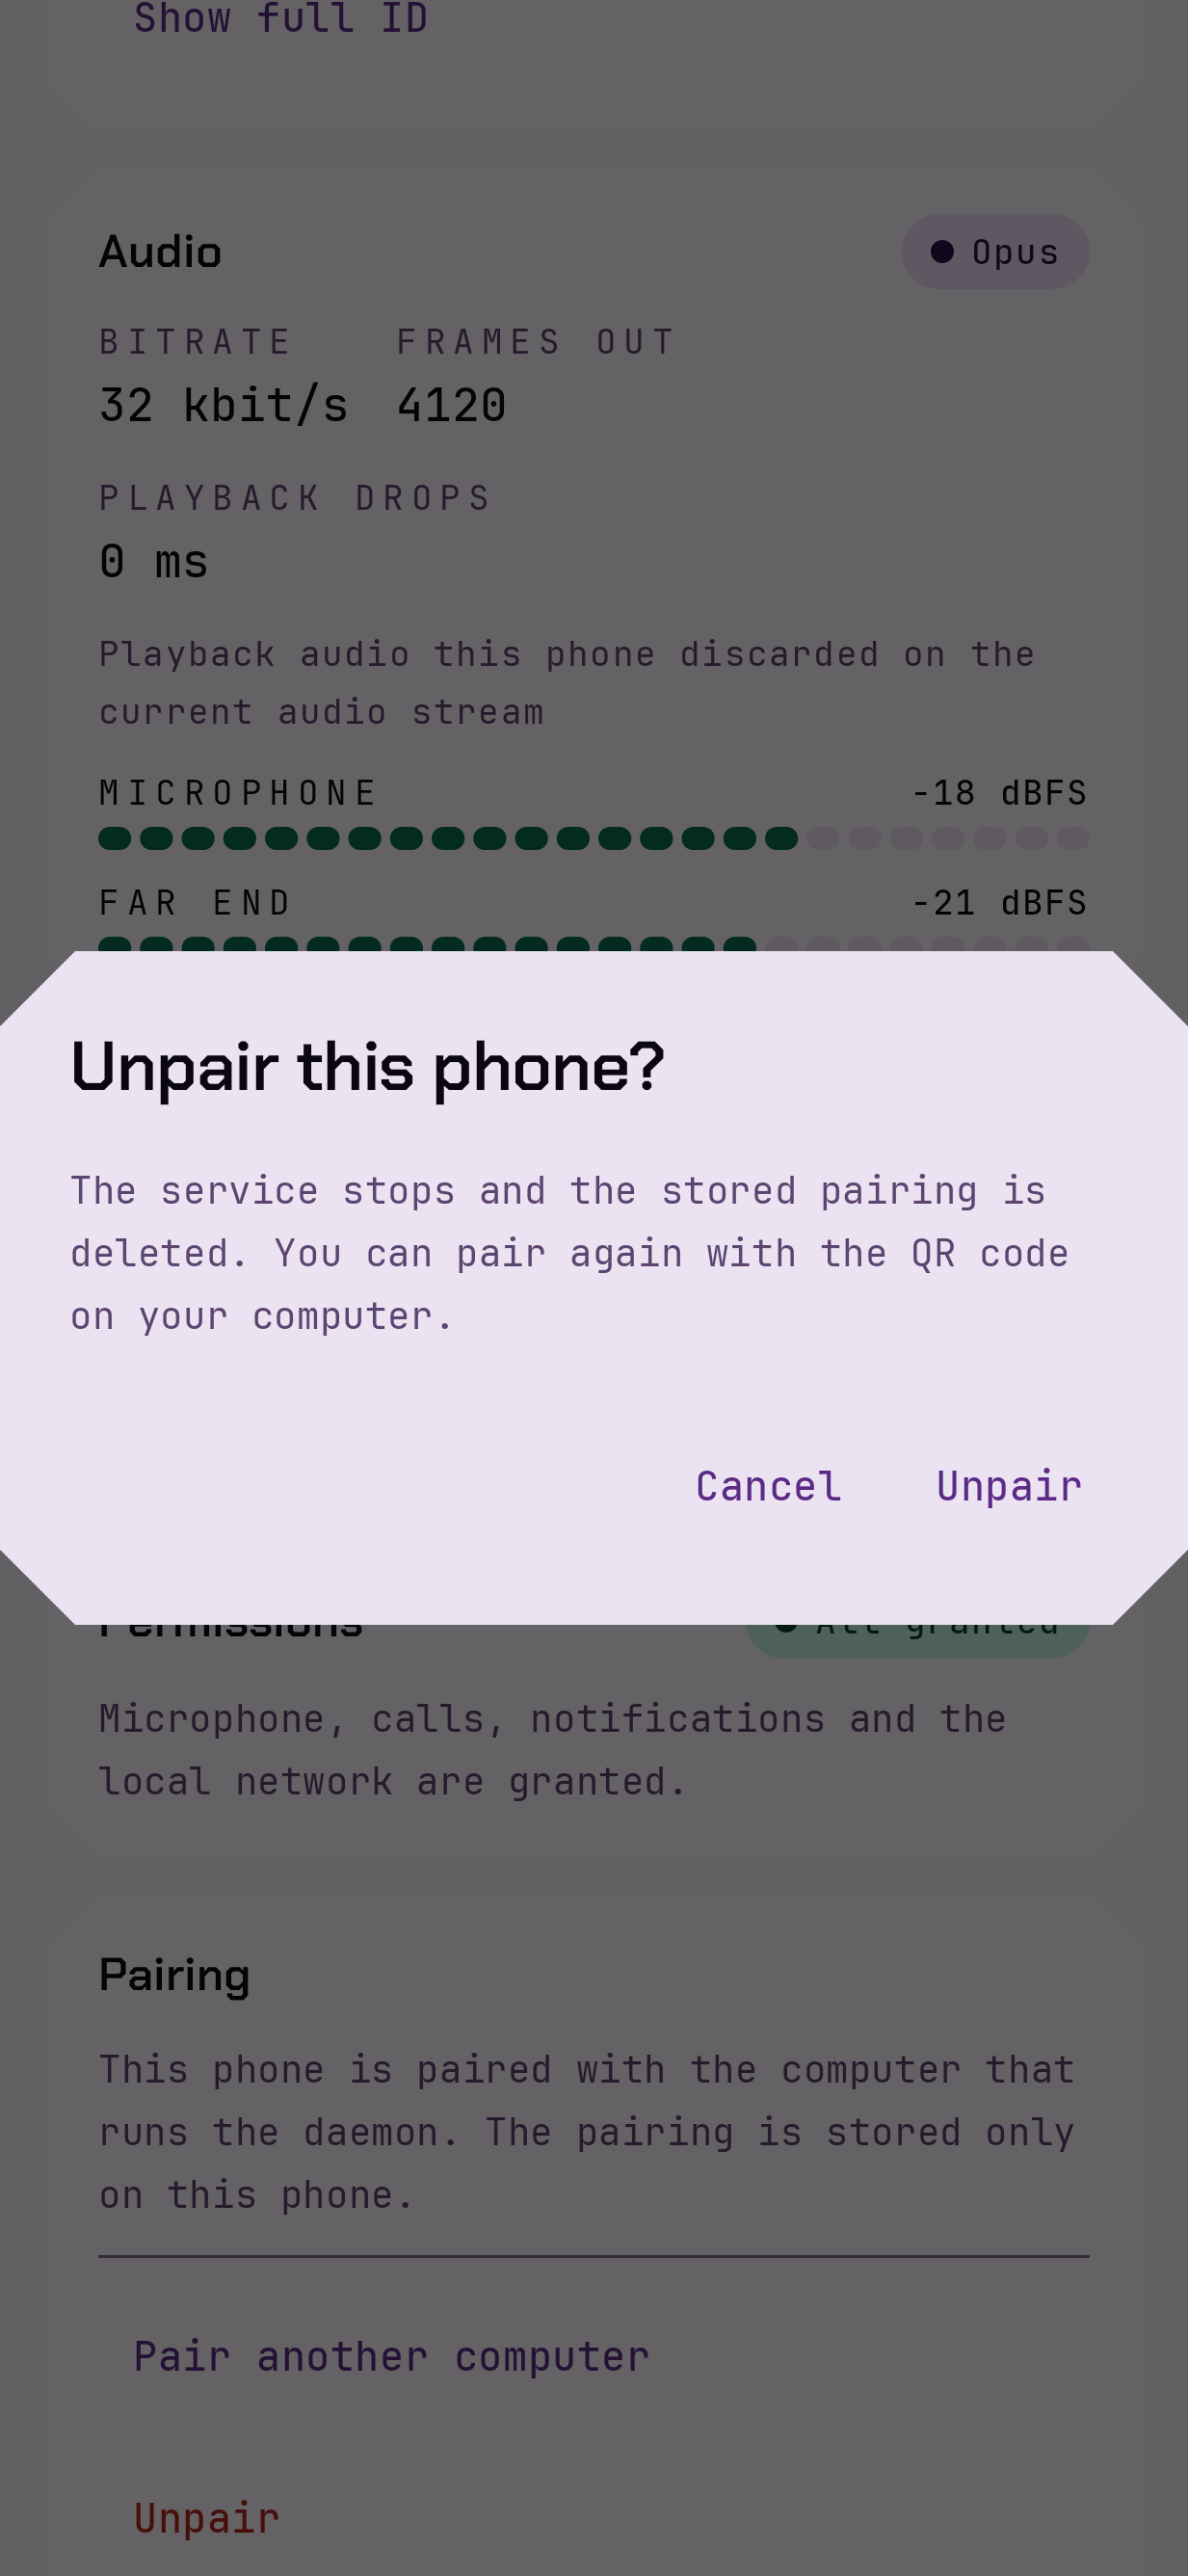 Show full ID
Audio
Opus
BITRATE FRAMES OUT
32 kbit/s 4120
PLAYBACK DROPS
0 ms
Playback audio this phone discarded on the
current audio stream
MICROPHONE -18 dBFS
FAR END -21 dBFS
Unpair this phone?
The service stops and the stored pairing is
deleted. You can pair again with the QR code
on your computer.
Cancel Unpair
Permissions All granted
Microphone, calls, notifications and the
local network are granted.
Pairing
This phone is paired with the computer that
runs the daemon. The pairing is stored only
on this phone.
Pair another computer
Unpair